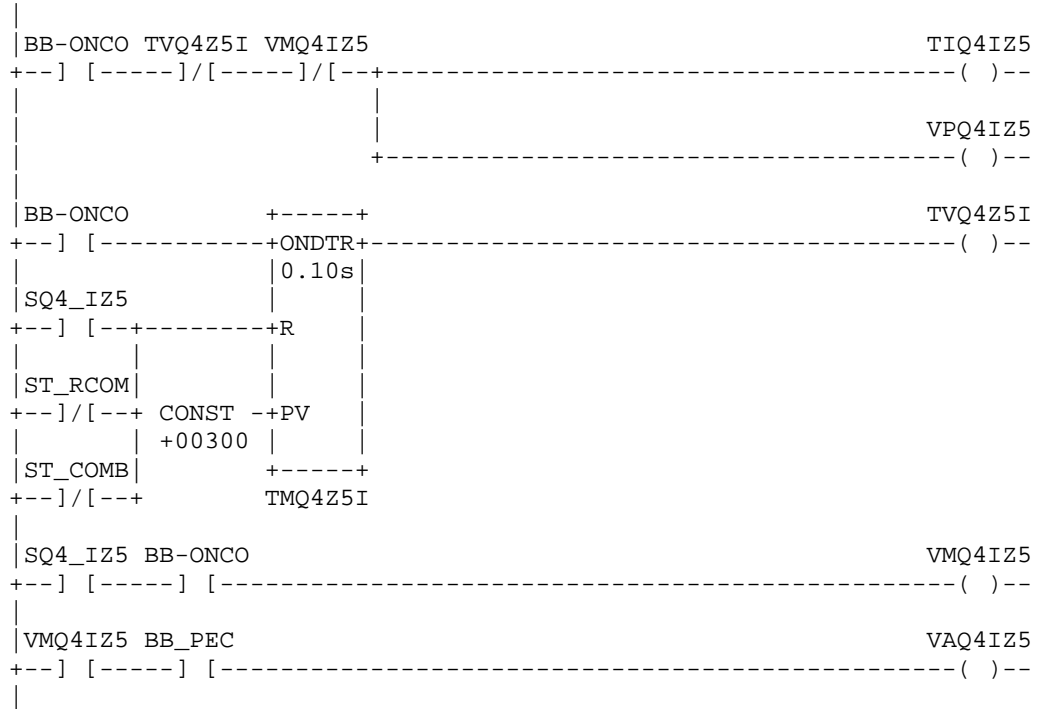 |
|BB-ONCO TVQ4Z5I VMQ4IZ5                                     TIQ4IZ5
+--] [-----]/[-----]/[--+--------------------------------------( )--
|                       |
|                       |                                    VPQ4IZ5
|                       +--------------------------------------( )--
|
|BB-ONCO         +-----+                                     TVQ4Z5I
+--] [-----------+ONDTR+---------------------------------------( )--
|                |0.10s|
|SQ4_IZ5         |     |
+--] [--+--------+R    |
|       |        |     |
|ST_RCOM|        |     |
+--]/[--+ CONST -+PV   |
|       | +00300 |     |
|ST_COMB|        +-----+
+--]/[--+        TMQ4Z5I
|
|SQ4_IZ5 BB-ONCO                                             VMQ4IZ5
+--] [-----] [-------------------------------------------------( )--
|
|VMQ4IZ5 BB_PEC                                              VAQ4IZ5
+--] [-----] [-------------------------------------------------( )--
|